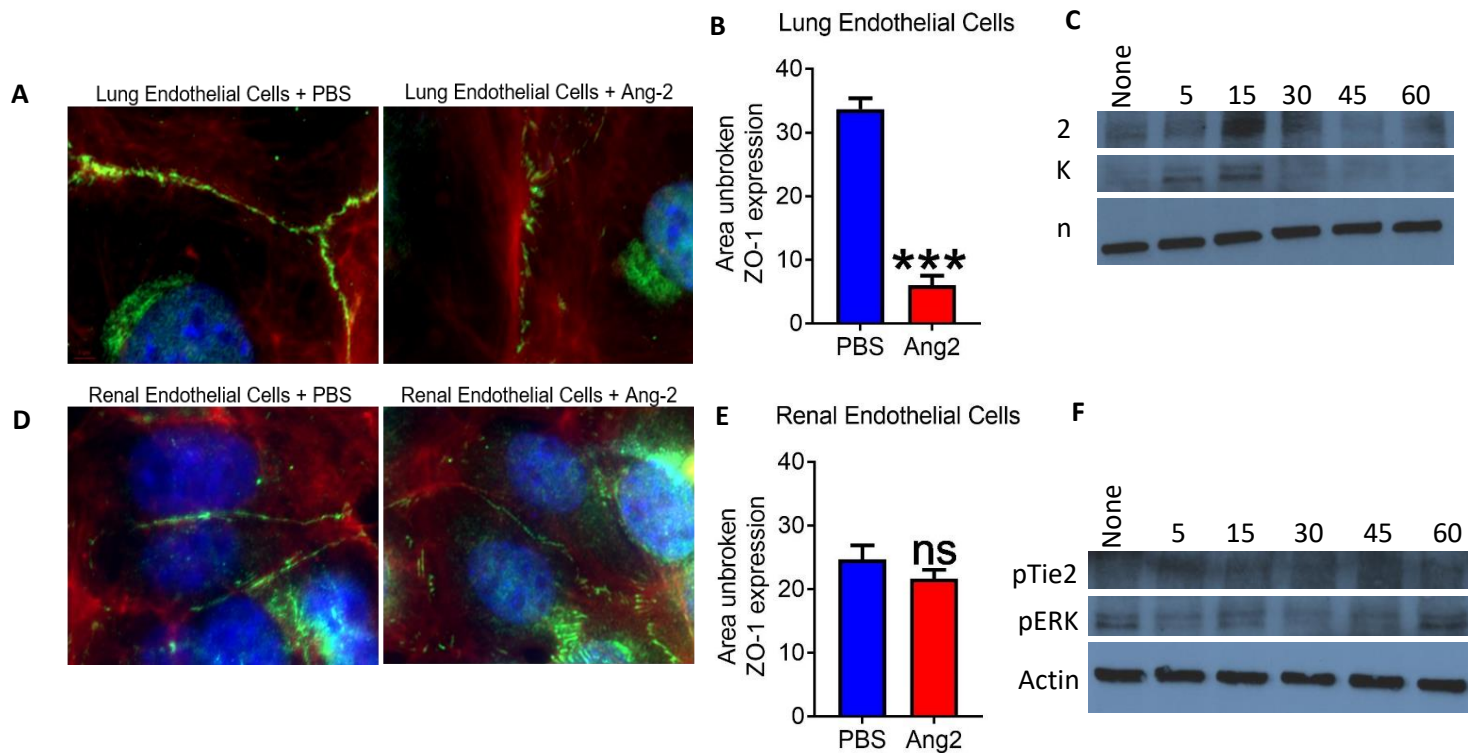 A
Lung Endothelial Cells + PBS
Lung Endothelial Cells + Ang-2
B
Lung Endothelial Cells
Area unbroken
ZO-1 expression
40
30
20
10
0
***
PBS
Ang2
C
None
5
15
30
45
60
2
K
n
D
Renal Endothelial Cells + PBS
Renal Endothelial Cells + Ang-2
E
Renal Endothelial Cells
Area unbroken
ZO-1 expression
40
30
20
10
0
ns
PBS
Ang2
F
None
5
15
30
45
60
pTie2
pERK
Actin